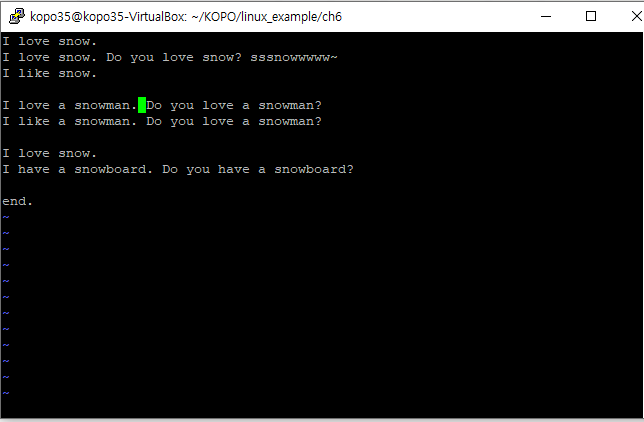 kopo35@kopo35-VirtualBox: ~/KOPO/linux_example/ch6
I love snow.
I love snow. Do you love snow? sssnowwwww~
I like snow.
I love a snowman. Do you love a snowman?
I like a snowman. Do you love a snowman?
I love snow.
I have a snowboard. Do you have a snowboard?
end.
~
~
~
~
~
~
~
~
~
~
~
~